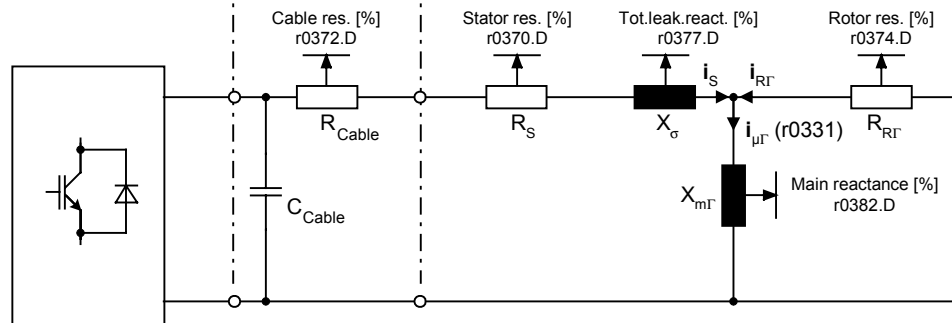 Cable res. [%]
r0372.D
Stator res. [%]
r0370.D
Tot.leak.react. [%]
r0377.D
Rotor res. [%]
r0374.D
i_S
i_RΓ
R_Cable
R_S
X_σ
R_RΓ
i_μΓ (r0331)
C_Cable
X_mΓ
Main reactance [%]
r0382.D